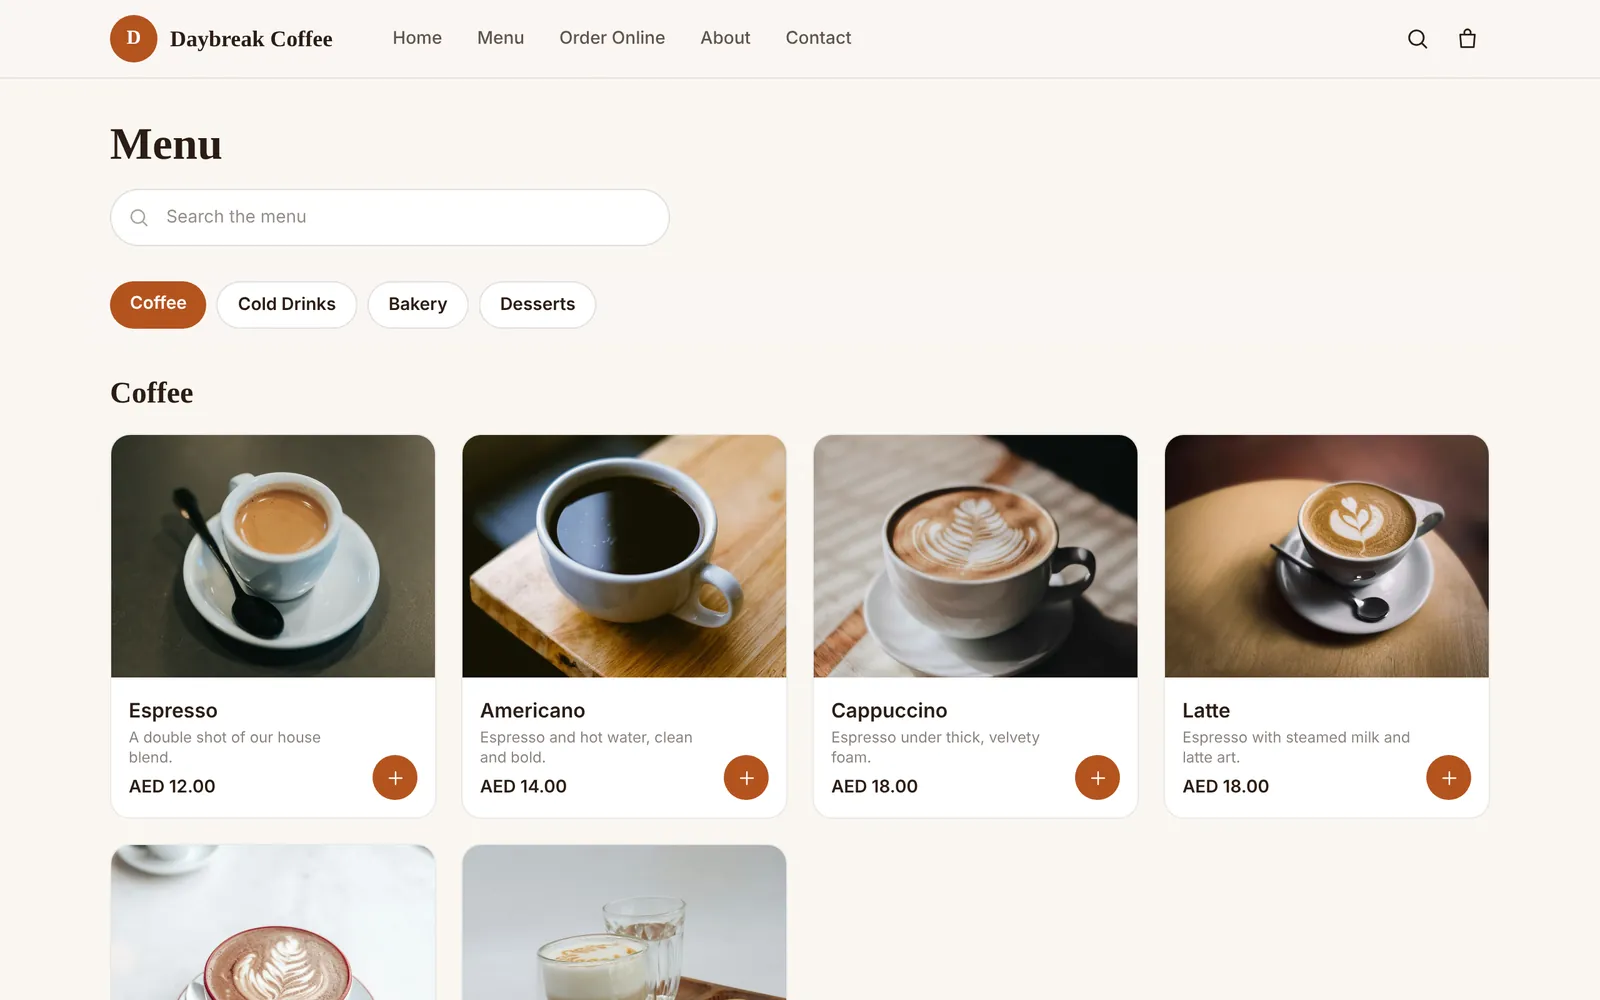 D
Daybreak Coffee
Home
Menu
Order Online
About
Contact
Menu
Search the menu
Coffee
Cold Drinks
Bakery
Desserts
Coffee
Espresso
A double shot of our house
blend.
AED 12.00
+
Americano
Espresso and hot water, clean
and bold.
AED 14.00
+
Cappuccino
Espresso under thick, velvety
foam.
AED 18.00
+
Latte
Espresso with steamed milk and
latte art.
AED 18.00
+